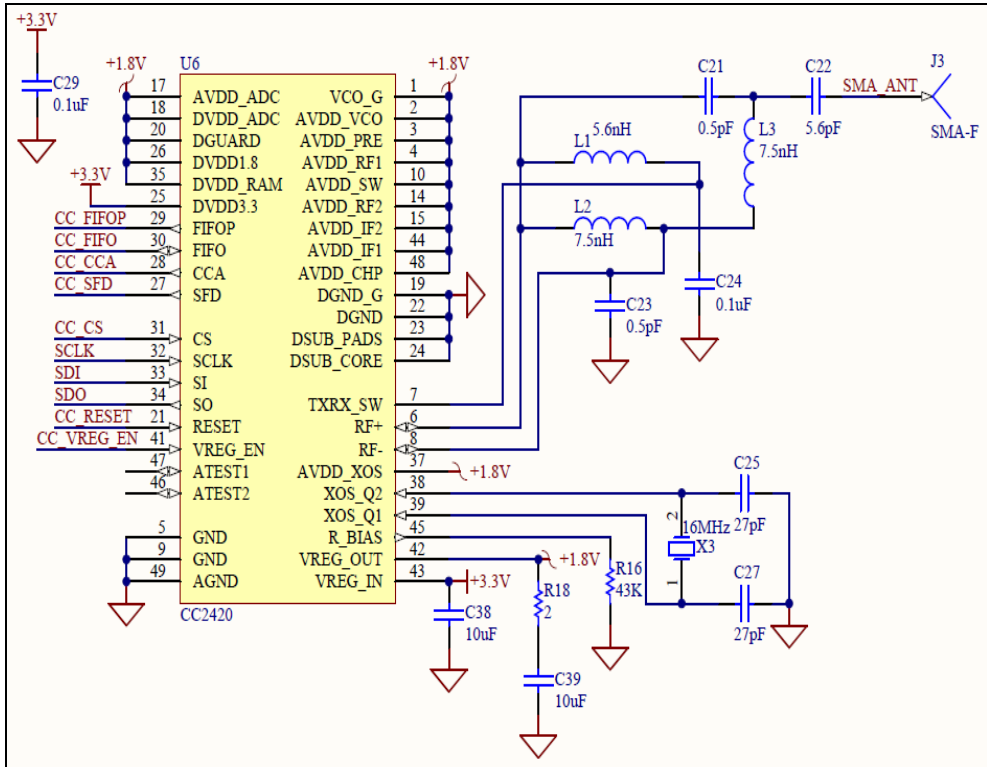 +3.3V
C29
0.1uF
+1.8V
U6
+1.8V
17 AVDD_ADC VCO_G 1
18 DVDD_ADC AVDD_VCO 2
20 DGUARD AVDD_PRE 3
26 DVDD1.8 AVDD_RF1 4
35 DVDD_RAM AVDD_SW 10
+3.3V
25 DVDD3.3 AVDD_RF2 14
CC_FIFOP 29 FIFOP AVDD_IF2 15
CC_FIFO 30 FIFO AVDD_IF1 44
CC_CCA 28 CCA AVDD_CHP 48
CC_SFD 27 SFD DGND_G 19
DGND 22
CC_CS 31 CS DSUB_PADS 23
SCLK 32 SCLK DSUB_CORE 24
SDI 33 SI
SDO 34 SO TXRX_SW 7
CC_RESET 21 RESET RF+ 6
CC_VREG_EN 41 VREG_EN RF- 8
47 ATEST1 AVDD_XOS 37 +1.8V
46 ATEST2 XOS_Q2 38
XOS_Q1 39
5 GND R_BIAS 45
9 GND VREG_OUT 42 +1.8V
49 AGND VREG_IN 43 +3.3V
CC2420
C38
10uF
R18
2
C39
10uF
R16
43K
C21
0.5pF
C22
5.6pF
SMA_ANT
J3
SMA-F
L1
5.6nH
L3
7.5nH
L2
7.5nH
C23
0.5pF
C24
0.1uF
C25
27pF
2
16MHz
X3
1
C27
27pF